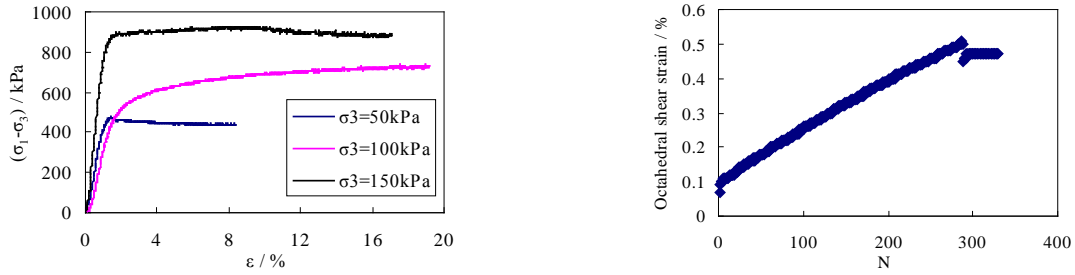 (σ1-σ3) / kPa
1000
800
600
400
200
0
0 4 8 12 16 20
ε / %
σ3=50kPa
σ3=100kPa
σ3=150kPa
Octahedral shear strain / %
0.6
0.5
0.4
0.3
0.2
0.1
0
0 100 200 300 400
N